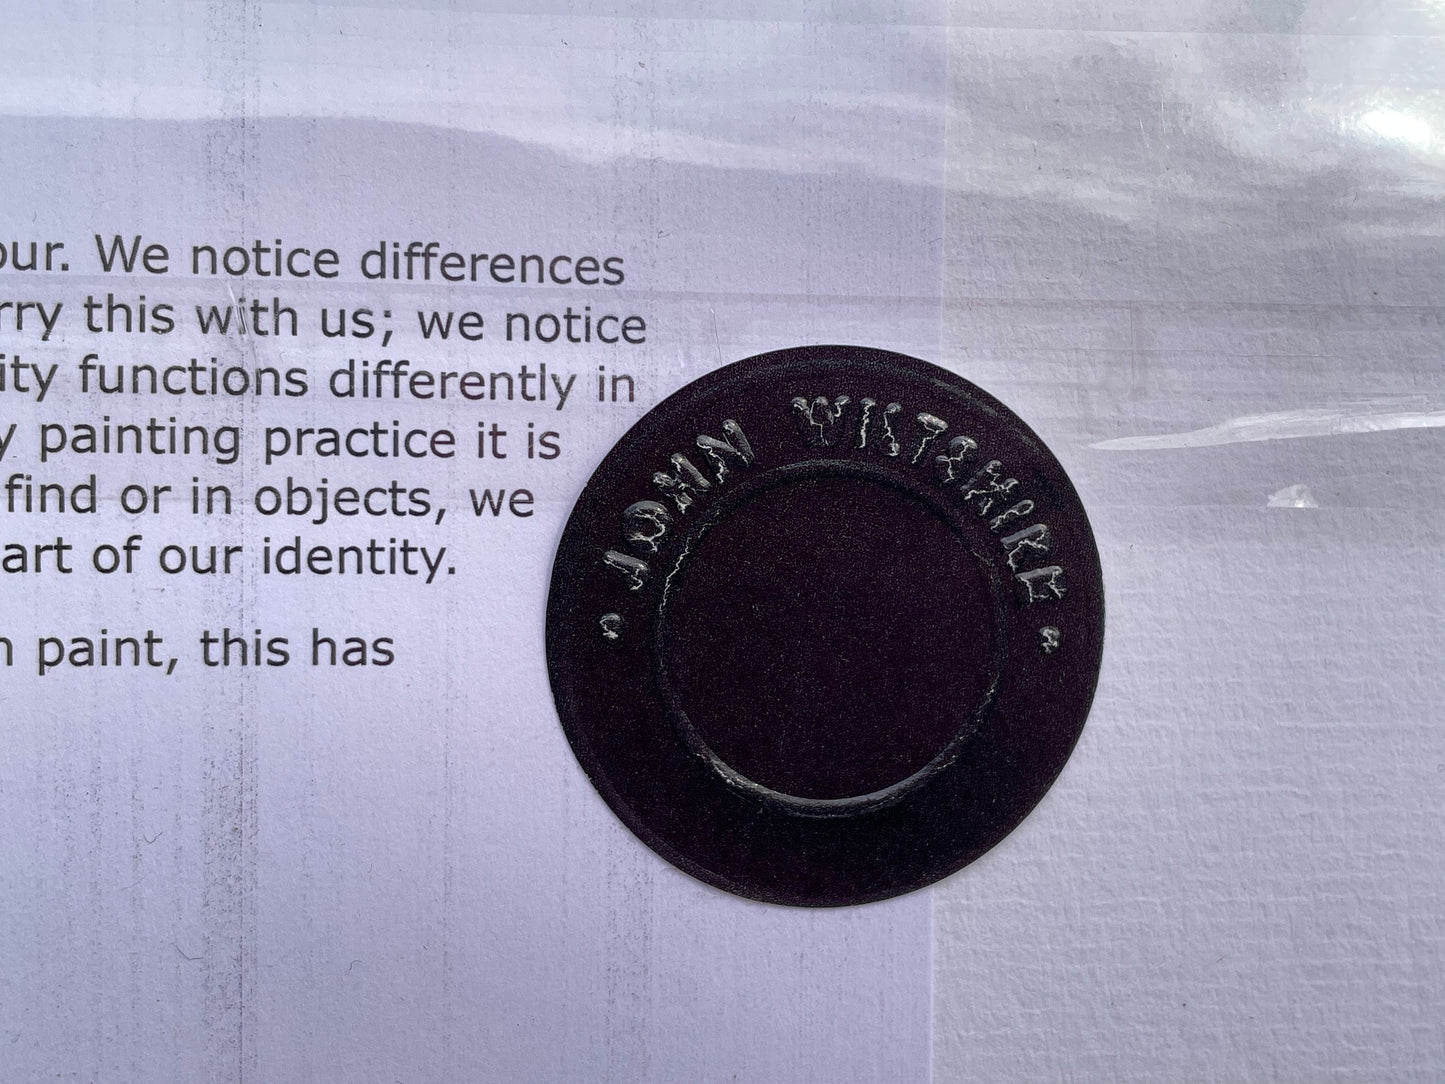 our. We notice differences
rry this with us; we notice
ity functions differently in
y painting practice it is
find or in objects, we
art of our identity.
n paint, this has
• JOHN WILTSHIRE •